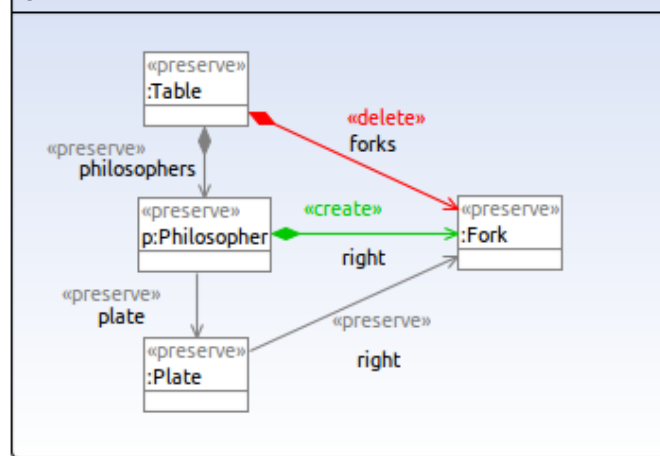 «preserve»
:Table
«delete»
forks
«preserve»
philosophers
«preserve»
p:Philosopher
«create»
right
«preserve»
:Fork
«preserve»
plate
«preserve»
right
«preserve»
:Plate